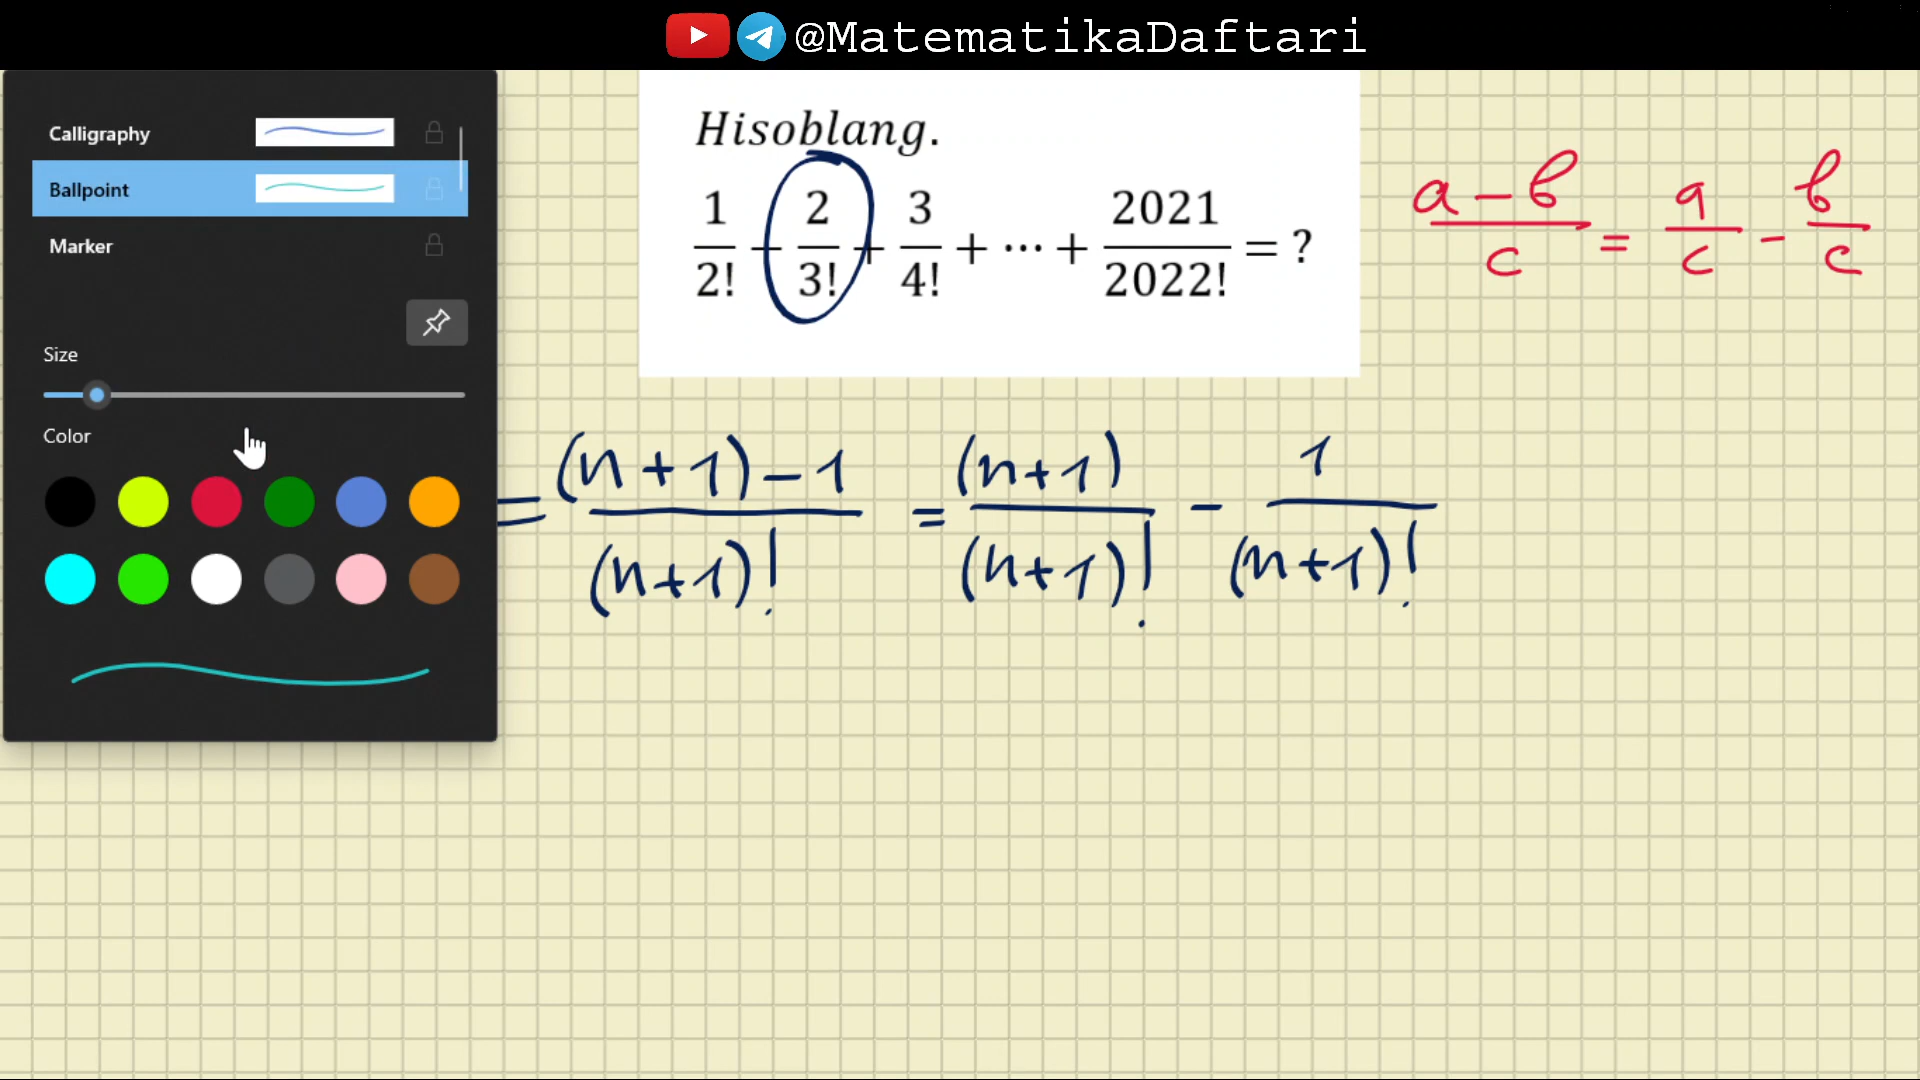 @MatematikaDaftari
Calligraphy
Ballpoint
Marker
Size
Color
Hisoblang.
1/2! + 2/3! + 3/4! + ⋯ + 2021/2022! = ?
(a-b)/c = a/c - b/c
= ((n+1)-1)/(n+1)! = (n+1)/(n+1)! - 1/(n+1)!